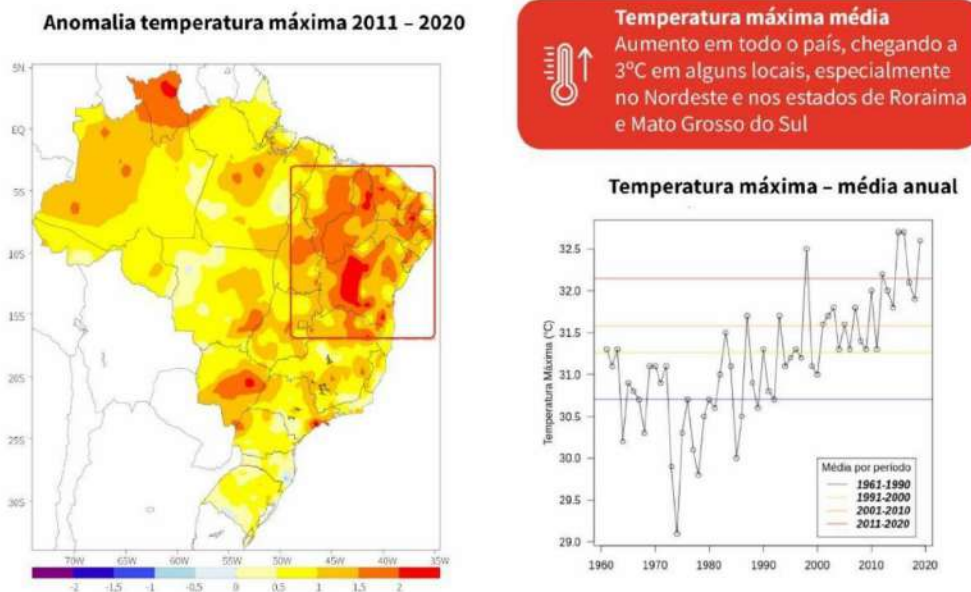 Anomalia temperatura máxima 2011 – 2020
5N
EQ
5S
10S
15S
20S
25S
30S
70W 65W 60W 55W 50W 45W 40W 35W
-2 -1.5 -1 -0.5 0 0.5 1 1.5 2
Temperatura máxima média
Aumento em todo o país, chegando a
3ºC em alguns locais, especialmente
no Nordeste e nos estados de Roraima
e Mato Grosso do Sul
Temperatura máxima – média anual
Temperatura Máxima (°C)
32.5
32.0
31.5
31.0
30.5
30.0
29.5
29.0
1960 1970 1980 1990 2000 2010 2020
Média por período
1961-1990
1991-2000
2001-2010
2011-2020